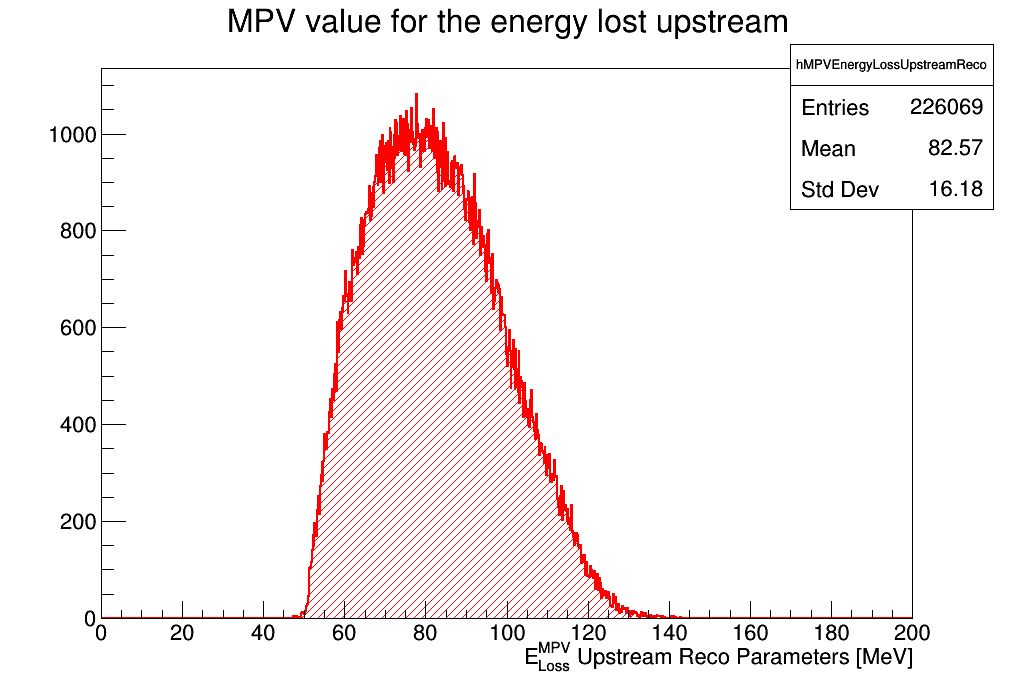 MPV value for the energy lost upstream
hMPVEnergyLossUpstreamReco
Entries 226069
Mean 82.57
Std Dev 16.18
1000
800
600
400
200
0
0 20 40 60 80 100 120 140 160 180 200
E_Loss^MPV Upstream Reco Parameters [MeV]